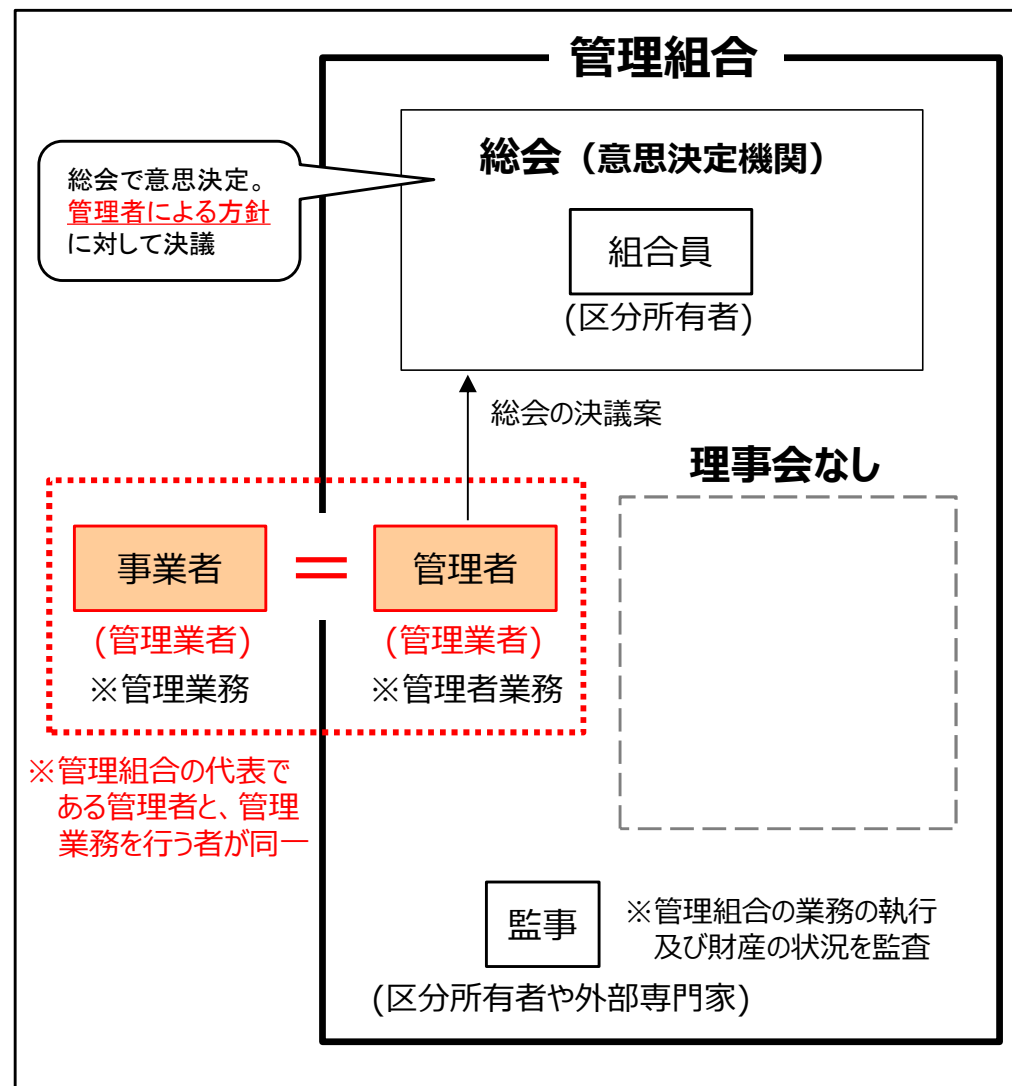 管理組合
総会（意思決定機関）
総会で意思決定。
管理者による方針
に対して決議
組合員
(区分所有者)
総会の決議案
理事会なし
事業者
＝
管理者
(管理業者)
(管理業者)
※管理業務
※管理者業務
※管理組合の代表で
ある管理者と、管理
業務を行う者が同一
監事
※管理組合の業務の執行
及び財産の状況を監査
(区分所有者や外部専門家)